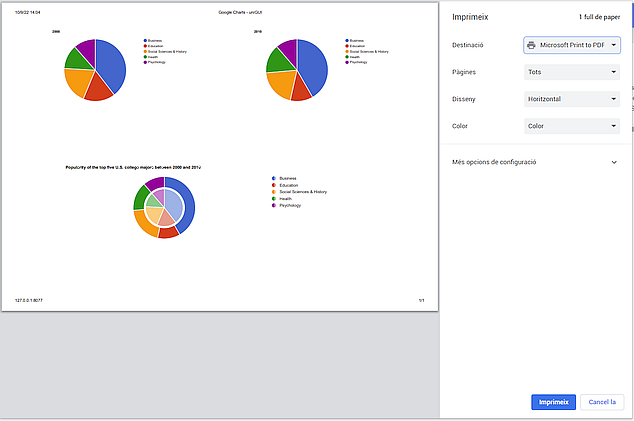 10/9/22 14:04
Google Charts - uniGUI
2000
Business
Education
Social Sciences & History
Health
Psychology
2010
Business
Education
Social Sciences & History
Health
Psychology
Popularity of the top five U.S. college majors between 2000 and 2010
Business
Education
Social Sciences & History
Health
Psychology
127.0.0.1:8077
1/1
Imprimeix
1 full de paper
Destinació
Microsoft Print to PDF
Pàgines
Tots
Disseny
Horitzontal
Color
Color
Més opcions de configuració
Imprimeix
Cancel·la